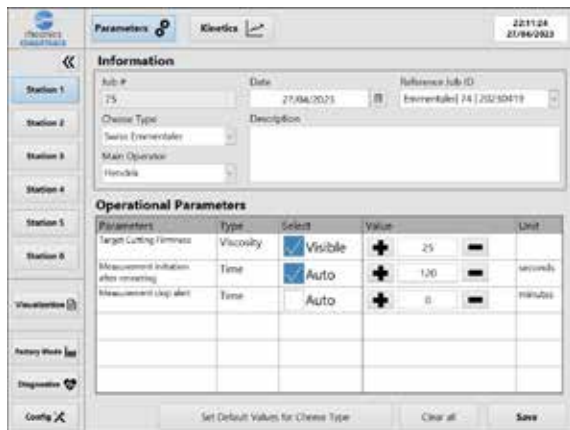 rheonics
Parameters
Kinetics
22:11:24
27/04/2023
Information
Station 1
Station 2
Station 3
Station 4
Station 5
Station 6
Visualization
Factory Mode
Diagnostics
Config
Job #
Date
Reference Job ID
75
27/04/2023
Emmentaler| 74 | 20230419
Cheese Type
Description
Swiss Emmentaler
Main Operator
Hendrik
Operational Parameters
Parameters Type Select Value Unit
Target Cutting Firmness Viscosity Visible 25
Measurement initiation
after renneting Time Auto 120 seconds
Measurement stop alert Time Auto 0 minutes
Set Default Values for Cheese Type
Clear all
Save